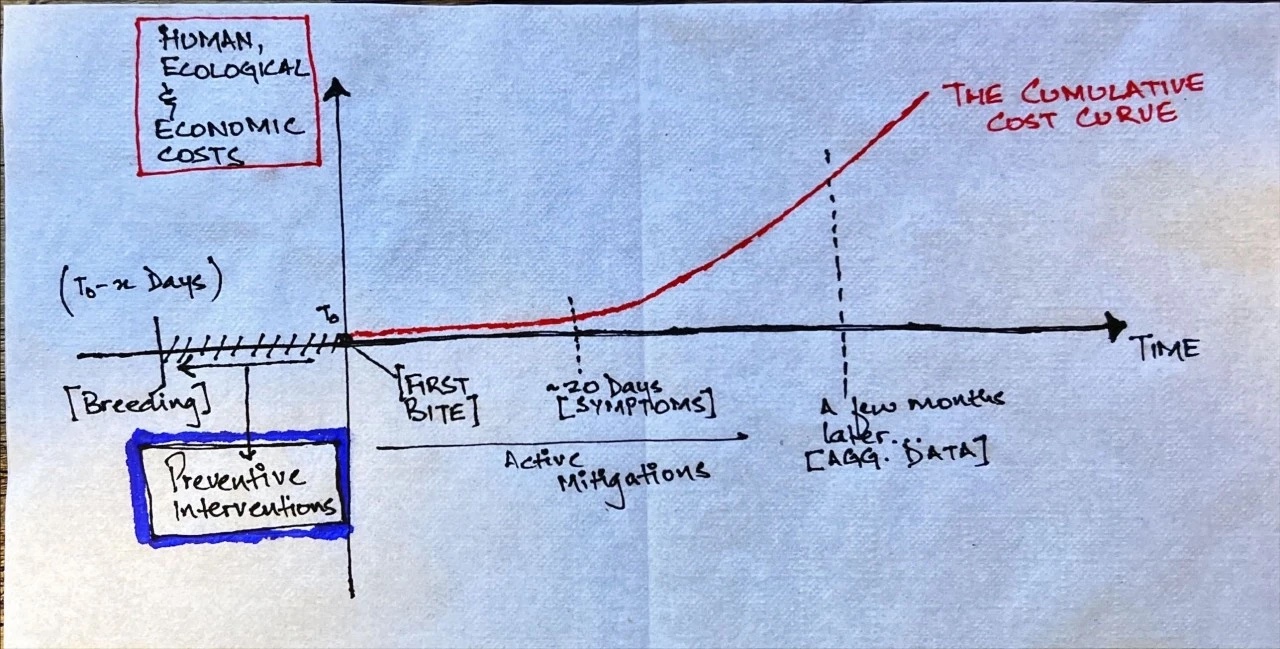 HUMAN,
ECOLOGICAL
&
ECONOMIC
COSTS
THE CUMULATIVE
COST CURVE
(T₀-x Days)
T₀
TIME
[Breeding]
[FIRST
BITE]
~20 Days
[SYMPTOMS]
A few months
later...
[AGG. DATA]
Active
Mitigations
Preventive
Interventions